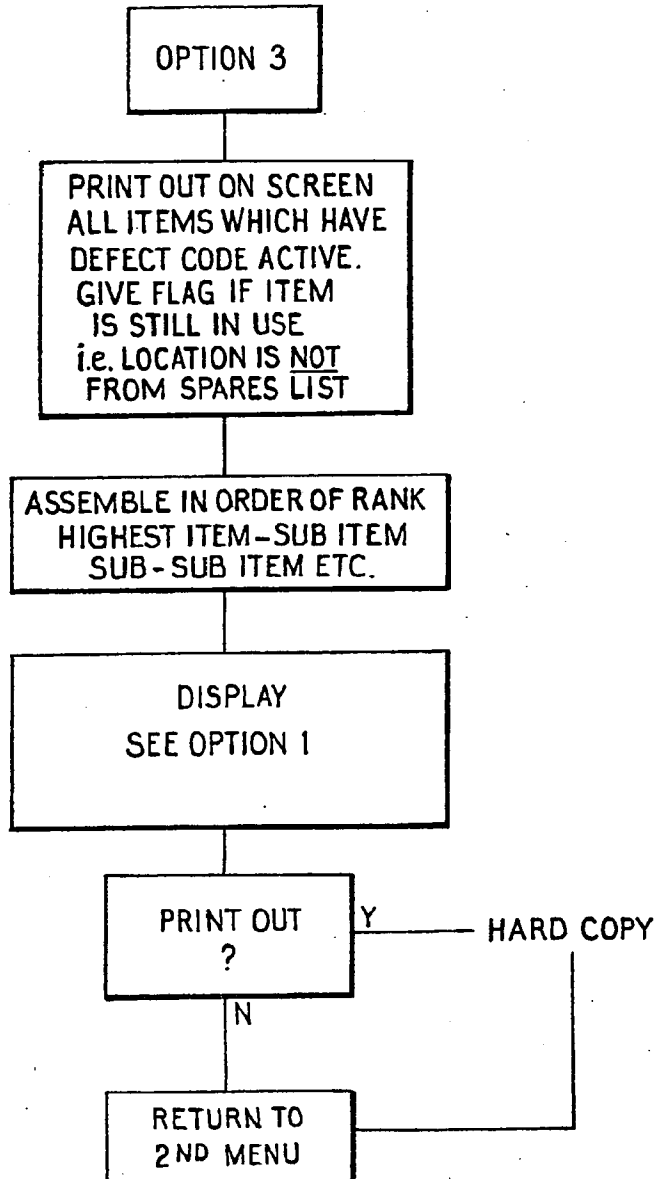 OPTION 3
PRINT OUT ON SCREEN
ALL ITEMS WHICH HAVE
DEFECT CODE ACTIVE.
GIVE FLAG IF ITEM
IS STILL IN USE
i.e. LOCATION IS NOT
FROM SPARES LIST
ASSEMBLE IN ORDER OF RANK
HIGHEST ITEM-SUB ITEM
SUB-SUB ITEM ETC.
DISPLAY
SEE OPTION 1
PRINT OUT
?
Y
HARD COPY
N
RETURN TO
2ND MENU